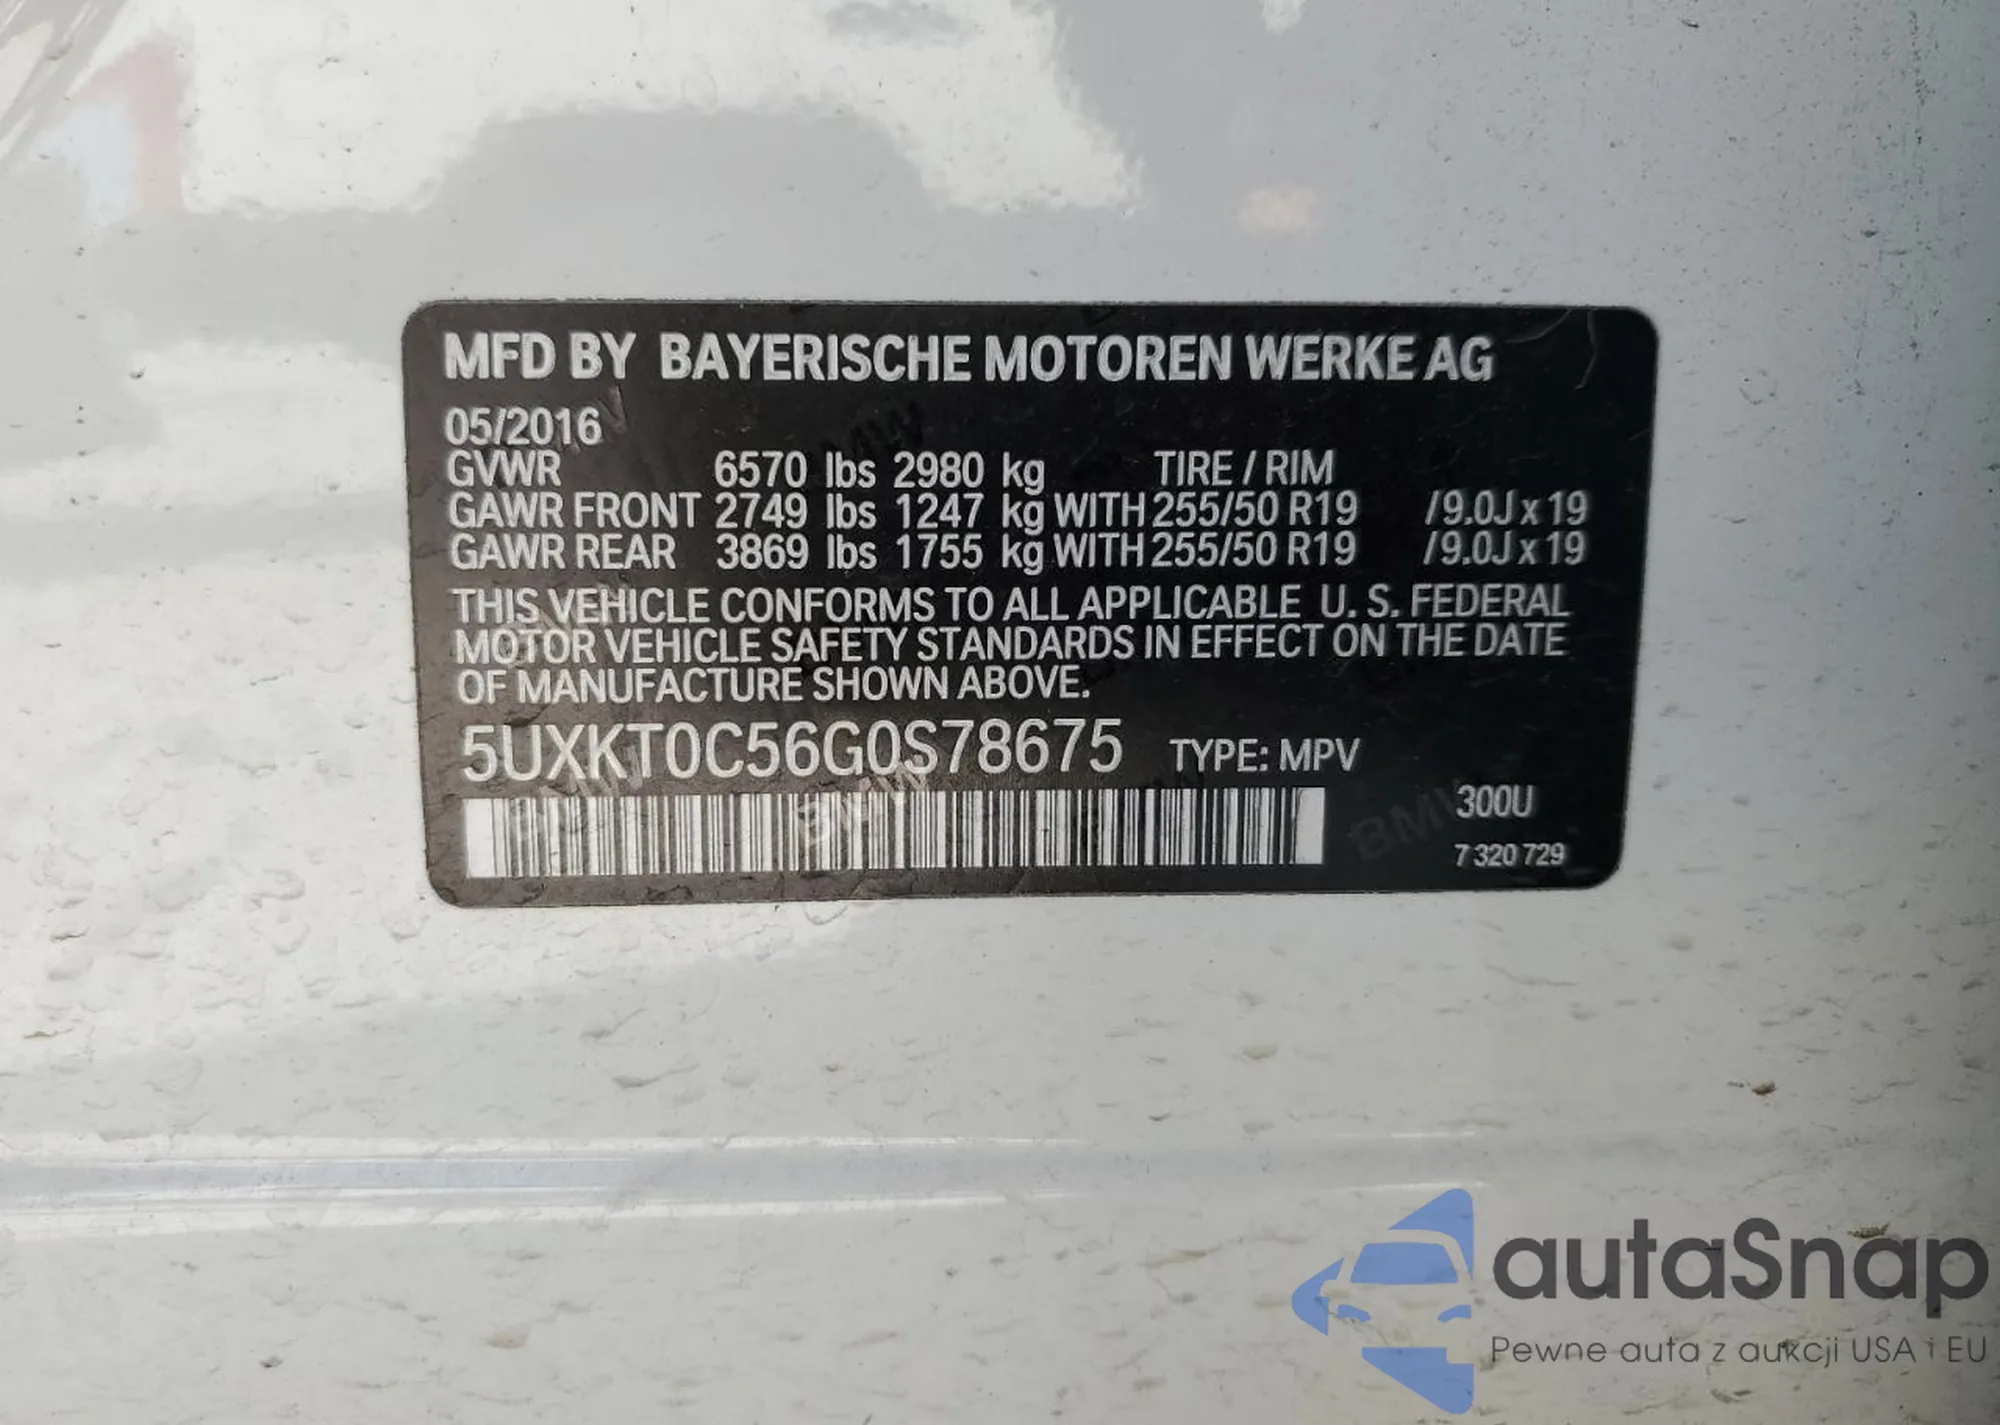 MFD BY BAYERISCHE MOTOREN WERKE AG
05/2016
GVWR 6570 lbs 2980 kg TIRE / RIM
GAWR FRONT 2749 lbs 1247 kg WITH 255/50 R19 /9.0J x 19
GAWR REAR 3869 lbs 1755 kg WITH 255/50 R19 /9.0J x 19
THIS VEHICLE CONFORMS TO ALL APPLICABLE U. S. FEDERAL
MOTOR VEHICLE SAFETY STANDARDS IN EFFECT ON THE DATE
OF MANUFACTURE SHOWN ABOVE.
5UXKT0C56G0S78675 TYPE: MPV
300U
7 320 729
autaSnap
Pewne auta z aukcji USA i EU